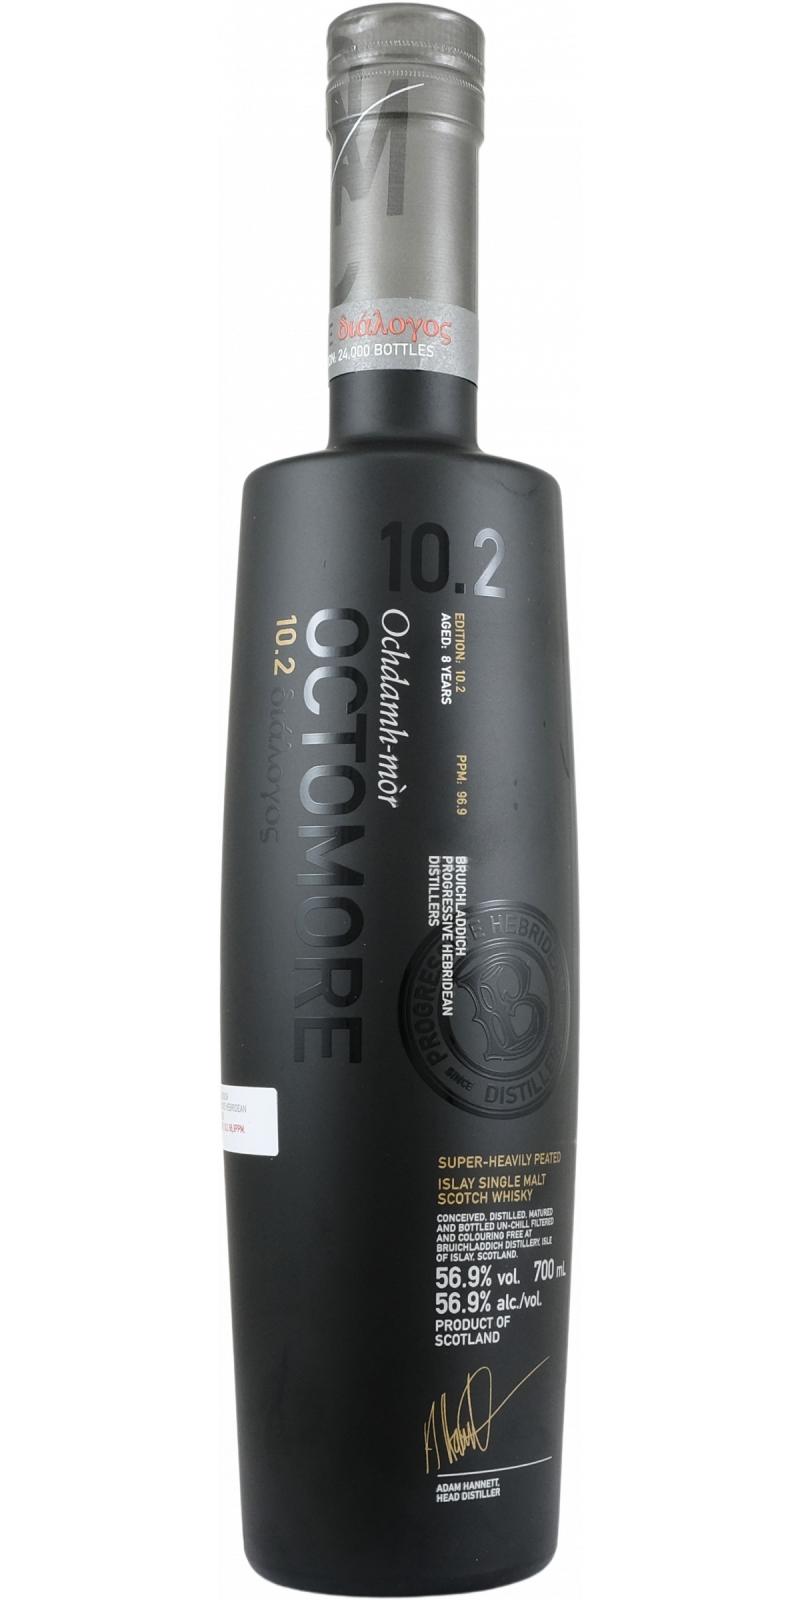 διάλογος
24,000 BOTTLES
10.2
EDITION: 10.2
AGED: 8 YEARS
PPM: 96.9
Ochdamh-mòr
OCTOMORE
10.2 διάλογος
BRUICHLADDICH
PROGRESSIVE HEBRIDEAN
DISTILLERS
PROGRES E HEBRIDE
B
SINCE
DISTILLE
HEBRIDEAN
SUPER-HEAVILY PEATED
ISLAY SINGLE MALT
SCOTCH WHISKY
CONCEIVED, DISTILLED, MATURED
AND BOTTLED UN-CHILL FILTERED
AND COLOURING FREE AT
BRUICHLADDICH DISTILLERY, ISLE
OF ISLAY, SCOTLAND.
56.9% vol. 700 mL
56.9% alc./vol.
PRODUCT OF
SCOTLAND
ADAM HANNETT,
HEAD DISTILLER